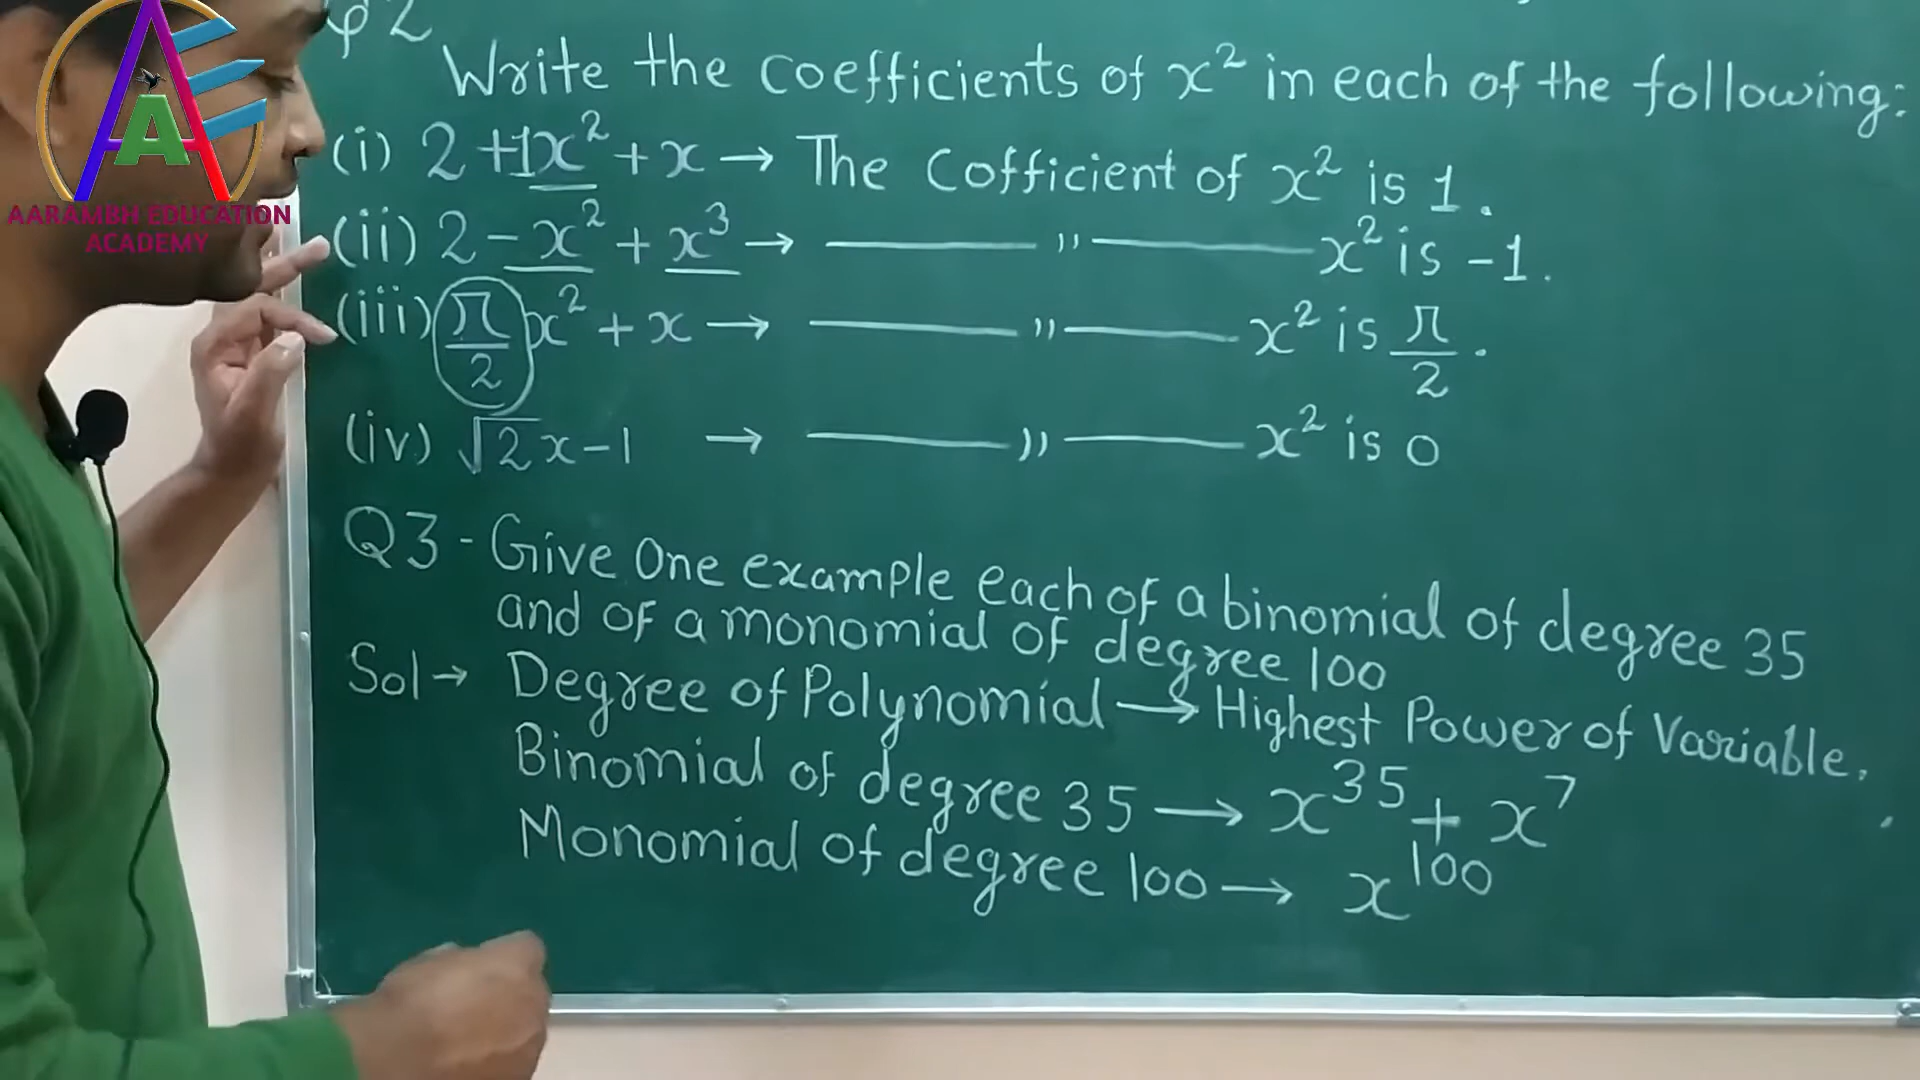 Q2
Write the coefficients of x² in each of the following:
(i) 2 + 1x² + x → The Cofficient of x² is 1.
(ii) 2 - x² + x³ → ——— " ——— x² is -1.
(iii) π/2 x² + x → ——— " ——— x² is π/2.
(iv) √2x-1 → ——— " ——— x² is 0
Q3 - Give One example each of a binomial of degree 35
and of a monomial of degree 100
Sol → Degree of Polynomial → Highest Power of Variable.
Binomial of degree 35 → x³⁵ + x⁷
Monomial of degree 100 → x¹⁰⁰
AARAMBH EDUCATION
ACADEMY